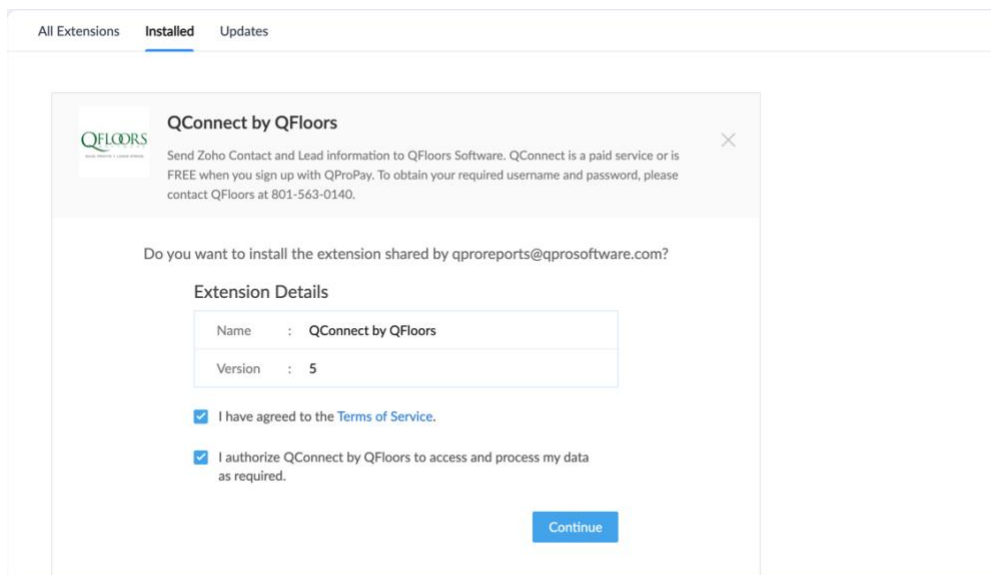 All Extensions Installed Updates
QFLOORS
QConnect by QFloors
Send Zoho Contact and Lead information to QFloors Software. QConnect is a paid service or is
FREE when you sign up with QProPay. To obtain your required username and password, please
contact QFloors at 801-563-0140.
Do you want to install the extension shared by qproreports@qprosoftware.com?
Extension Details
Name : QConnect by QFloors
Version : 5
I have agreed to the Terms of Service.
I authorize QConnect by QFloors to access and process my data
as required.
Continue